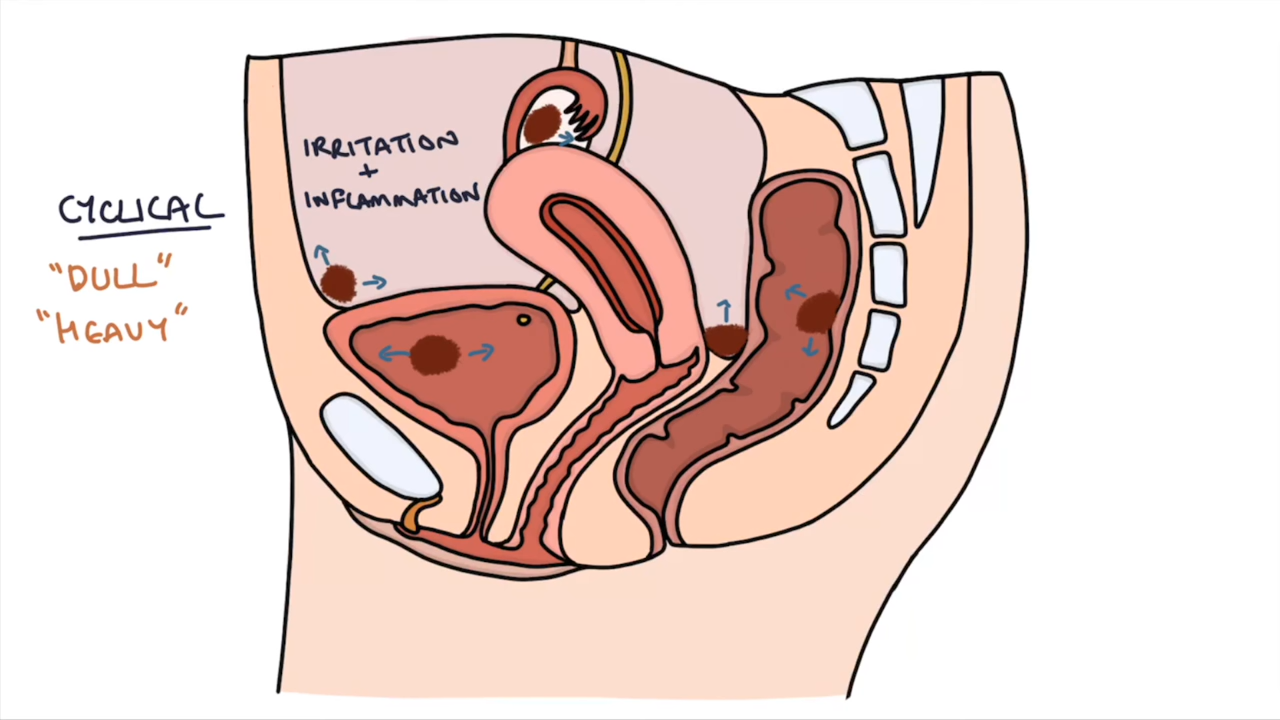 CYCLICAL
"DULL"
"HEAVY"
IRRITATION
+
INFLAMMATION